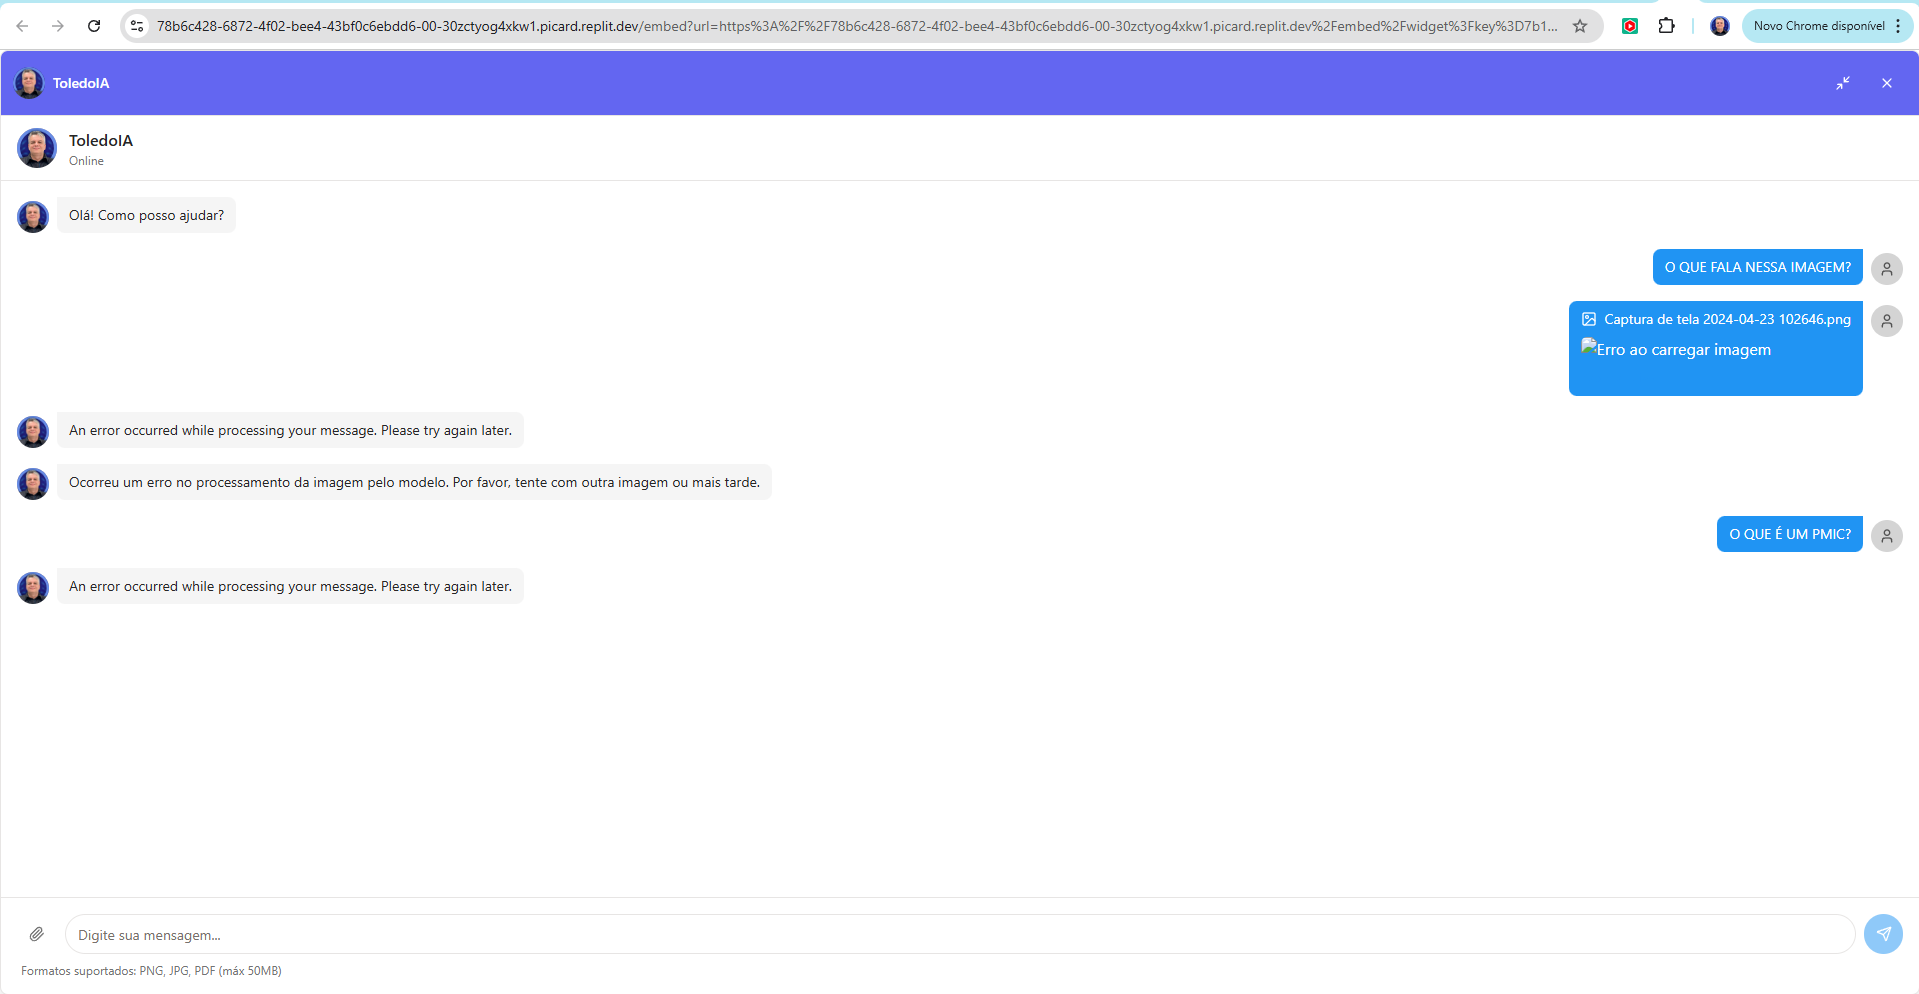 78b6c428-6872-4f02-bee4-43bf0c6ebdd6-00-30zctyog4xkw1.picard.replit.dev/embed?url=https%3A%2F%2F78b6c428-6872-4f02-bee4-43bf0c6ebdd6-00-30zctyog4xkw1.picard.replit.dev%2Fembed%2Fwidget%3Fkey%3D7b1...
Novo Chrome disponível
ToledoIA
ToledoIA
Online
Olá! Como posso ajudar?
O QUE FALA NESSA IMAGEM?
Captura de tela 2024-04-23 102646.png
Erro ao carregar imagem
An error occurred while processing your message. Please try again later.
Ocorreu um erro no processamento da imagem pelo modelo. Por favor, tente com outra imagem ou mais tarde.
O QUE É UM PMIC?
An error occurred while processing your message. Please try again later.
Digite sua mensagem...
Formatos suportados: PNG, JPG, PDF (máx 50MB)